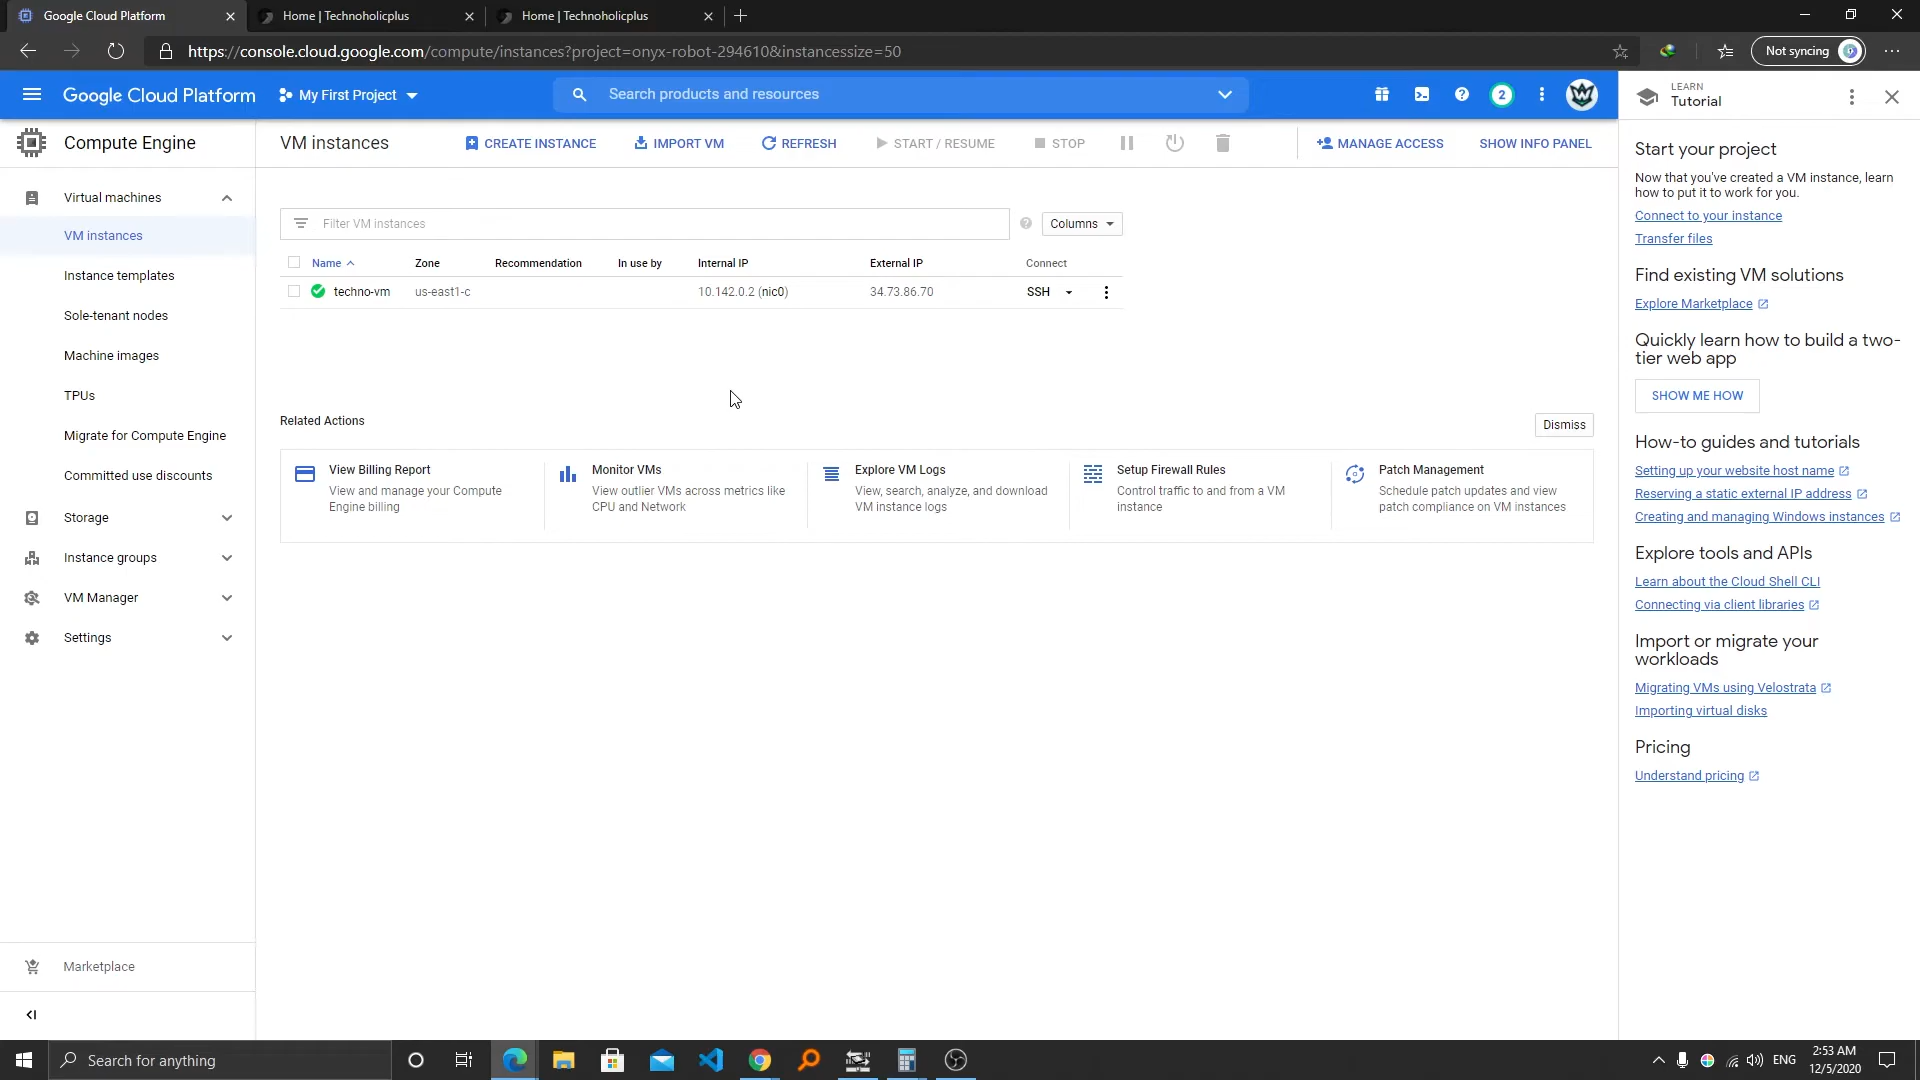 Google Cloud Platform
Home | Technoholicplus
Home | Technoholicplus
https://console.cloud.google.com/compute/instances?project=onyx-robot-294610&instancessize=50
Not syncing
Google Cloud Platform
My First Project
Search products and resources
2
LEARN
Tutorial
Compute Engine
VM instances
CREATE INSTANCE
IMPORT VM
REFRESH
START / RESUME
STOP
MANAGE ACCESS
SHOW INFO PANEL
Virtual machines
VM instances
Instance templates
Sole-tenant nodes
Machine images
TPUs
Migrate for Compute Engine
Committed use discounts
Storage
Instance groups
VM Manager
Settings
Marketplace
Filter VM instances
Columns
Name Zone Recommendation In use by Internal IP External IP Connect
techno-vm us-east1-c 10.142.0.2 (nic0) 34.73.86.70 SSH
Related Actions
Dismiss
View Billing Report
View and manage your Compute
Engine billing
Monitor VMs
View outlier VMs across metrics like
CPU and Network
Explore VM Logs
View, search, analyze, and download
VM instance logs
Setup Firewall Rules
Control traffic to and from a VM
instance
Patch Management
Schedule patch updates and view
patch compliance on VM instances
Start your project
Now that you've created a VM instance, learn
how to put it to work for you.
Connect to your instance
Transfer files
Find existing VM solutions
Explore Marketplace
Quickly learn how to build a two-
tier web app
SHOW ME HOW
How-to guides and tutorials
Setting up your website host name
Reserving a static external IP address
Creating and managing Windows instances
Explore tools and APIs
Learn about the Cloud Shell CLI
Connecting via client libraries
Import or migrate your
workloads
Migrating VMs using Velostrata
Importing virtual disks
Pricing
Understand pricing
Search for anything
ENG
2:53 AM
12/5/2020